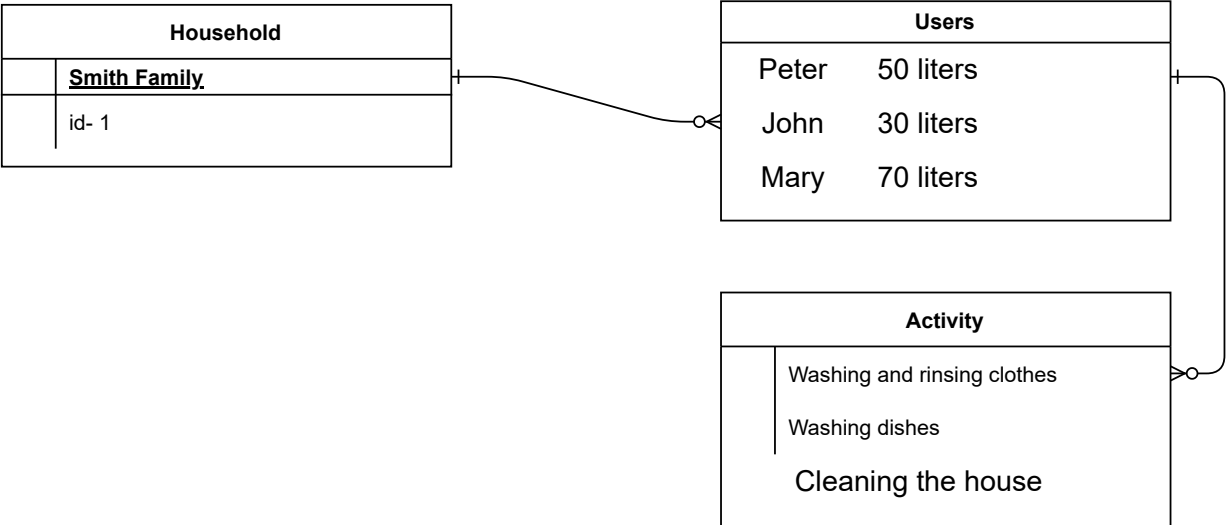 Household
Smith Family
id- 1
Users
Peter 50 liters
John 30 liters
Mary 70 liters
Activity
Washing and rinsing clothes
Washing dishes
Cleaning the house